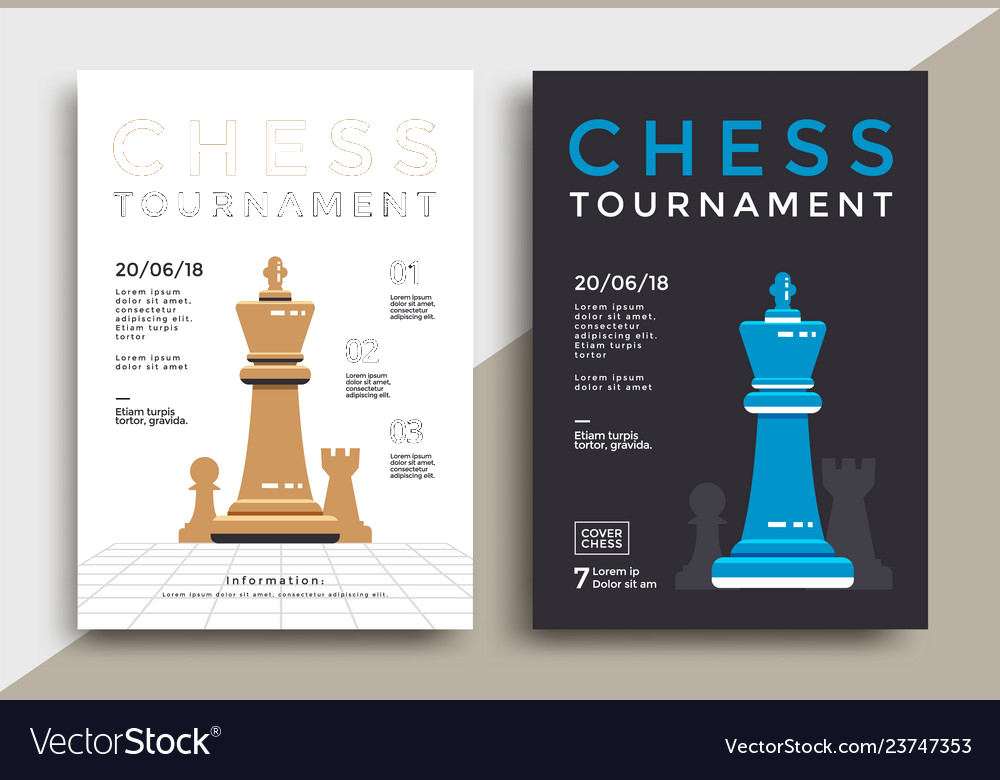 CHESS
TOURNAMENT
20/06/18
Lorem ipsum
dolor sit amet,
consectetur
adipiscing elit.
Etiam turpis
tortor
Lorem ipsum
dolor sit amet
Etiam turpis
tortor, gravida.
01
Lorem ipsum
dolor sit amet,
consectetur
adipiscing elit.
02
Lorem ipsum
dolor sit amet,
consectetur
adipiscing elit.
03
Lorem ipsum
dolor sit amet,
consectetur
adipiscing elit.
Information:
Lorem ipsum dolor sit amet, consectetur adipiscing elit.
CHESS
TOURNAMENT
20/06/18
Lorem ipsum
dolor sit amet,
consectetur
adipiscing elit.
Etiam turpis
tortor
Lorem ipsum
dolor sit amet
Etiam turpis
tortor, gravida.
COVER
CHESS
7 Lorem ip
Dolor sit am
VectorStock®
VectorStock.com/23747353